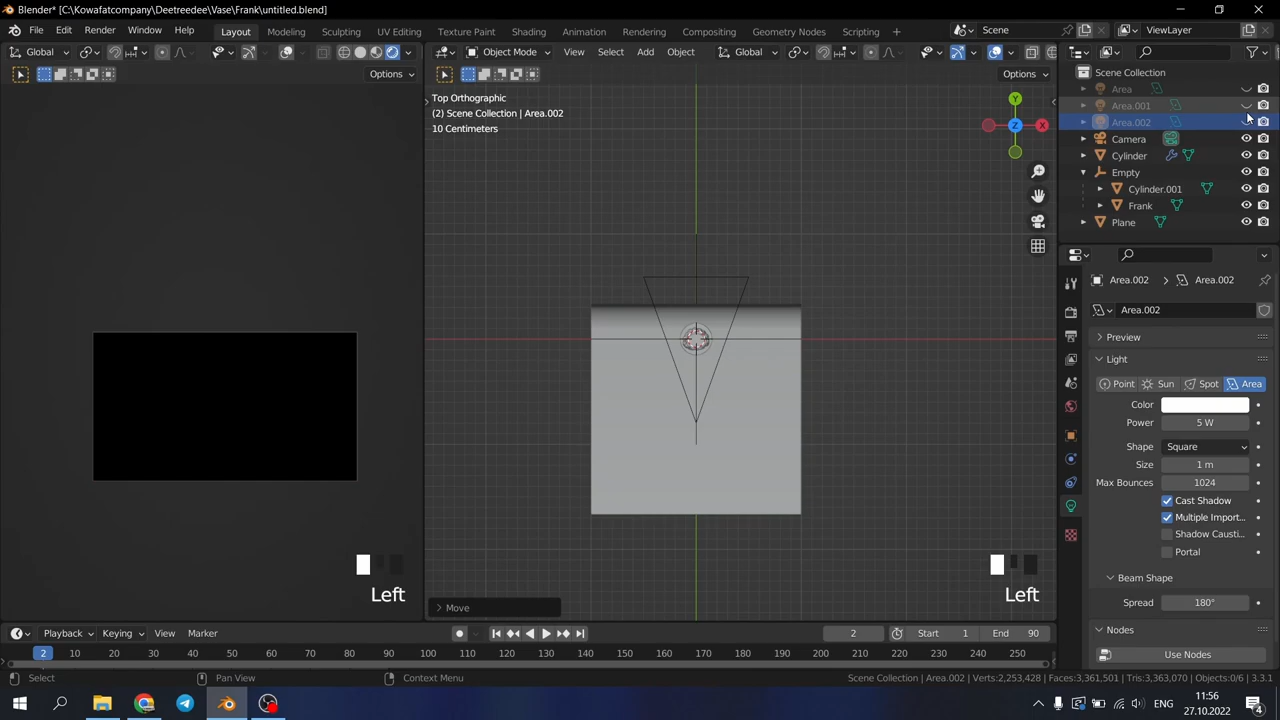 Blender* [C:\Kowafatcompany\Deetreedee\Vase\Frank\untitled.blend]
File Edit Render Window Help Layout Modeling Sculpting UV Editing Texture Paint Shading Animation Rendering Compositing Geometry Nodes Scripting + Scene ViewLayer
Global Object Mode View Select Add Object Global
Options Options
Scene Collection
Area
Area.001
Area.002
Camera
Cylinder
Empty
Cylinder.001
Frank
Plane
Top Orthographic
(2) Scene Collection | Area.002
10 Centimeters
Y
Z
X
Area.002 Area.002
Area.002
Preview
Light
Point Sun Spot Area
Color
Power 5 W
Shape Square
Size 1 m
Max Bounces 1024
Cast Shadow
Multiple Import...
Shadow Causti...
Portal
Beam Shape
Spread 180°
Nodes
Use Nodes
Left
Left
Move
Playback Keying View Marker 2 Start 1 End 90
2 10 20 30 40 50 60 70 80 90 100 110 120 130 140 150 160 170 180 190 200 210 220 230 240 250
Select Pan View Context Menu Scene Collection | Area.002 | Verts:2,253,428 | Faces:3,361,501 | Tris:3,363,070 | Objects:0/6 | 3.3.1
ENG
11:56
27.10.2022
4